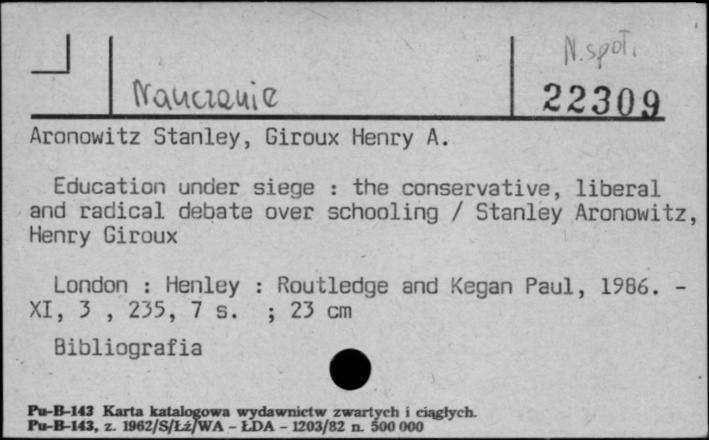 N. społ.
Nauczanie
22309
Aronowitz Stanley, Giroux Henry A.
Education under siege : the conservative, liberal
and radical debate over schooling / Stanley Aronowitz,
Henry Giroux
London : Henley : Routledge and Kegan Paul, 1986. -
XI, 3 , 235, 7 s. ; 23 cm
Bibliografia
Pu-B-143 Karta katalogowa wydawnictw zwartych i ciągłych.
Pu-B-143, z. 1962/S/Łź/WA - ŁDA - 1203/82 n. 500 000